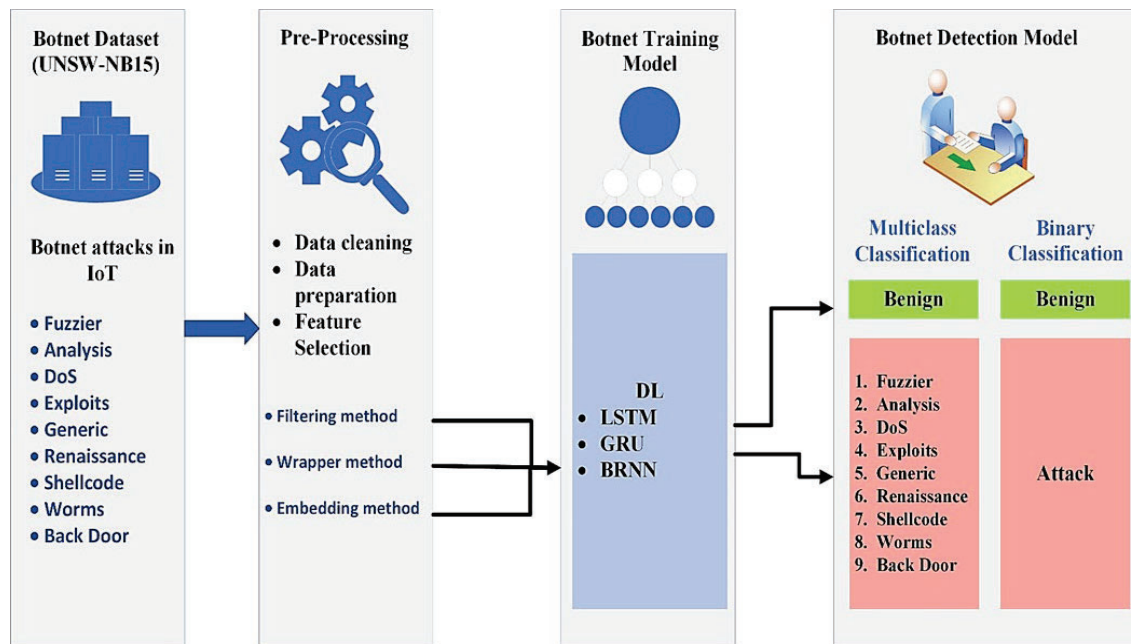 Botnet Dataset
(UNSW-NB15)
Botnet attacks in
IoT
• Fuzzier
• Analysis
• DoS
• Exploits
• Generic
• Renaissance
• Shellcode
• Worms
• Back Door
Pre-Processing
• Data cleaning
• Data
preparation
• Feature
Selection
• Filtering method
• Wrapper method
• Embedding method
Botnet Training
Model
DL
• LSTM
• GRU
• BRNN
Botnet Detection Model
Multiclass
Classification
Benign
1. Fuzzier
2. Analysis
3. DoS
4. Exploits
5. Generic
6. Renaissance
7. Shellcode
8. Worms
9. Back Door
Binary
Classification
Benign
Attack